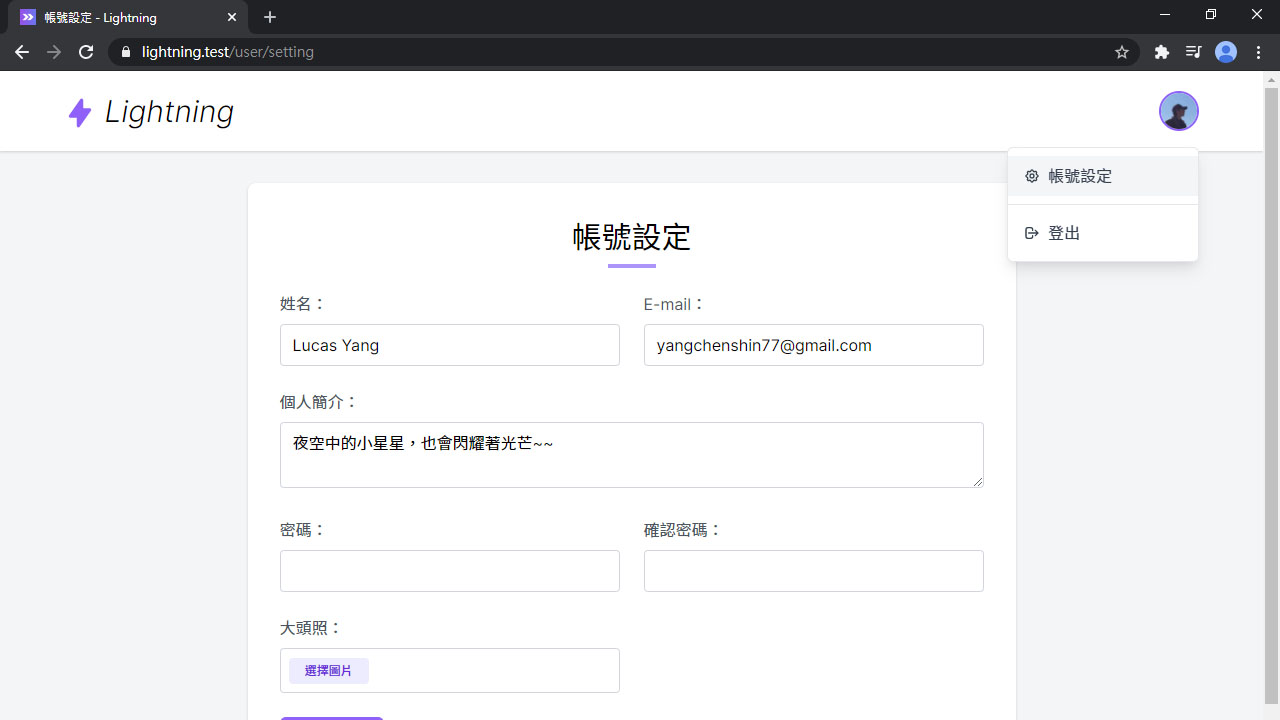 帳號設定 - Lightning
lightning.test/user/setting
Lightning
帳號設定
登出
帳號設定
姓名：
E-mail：
Lucas Yang
yangchenshin77@gmail.com
個人簡介：
夜空中的小星星，也會閃耀著光芒~~
密碼：
確認密碼：
大頭照：
選擇圖片